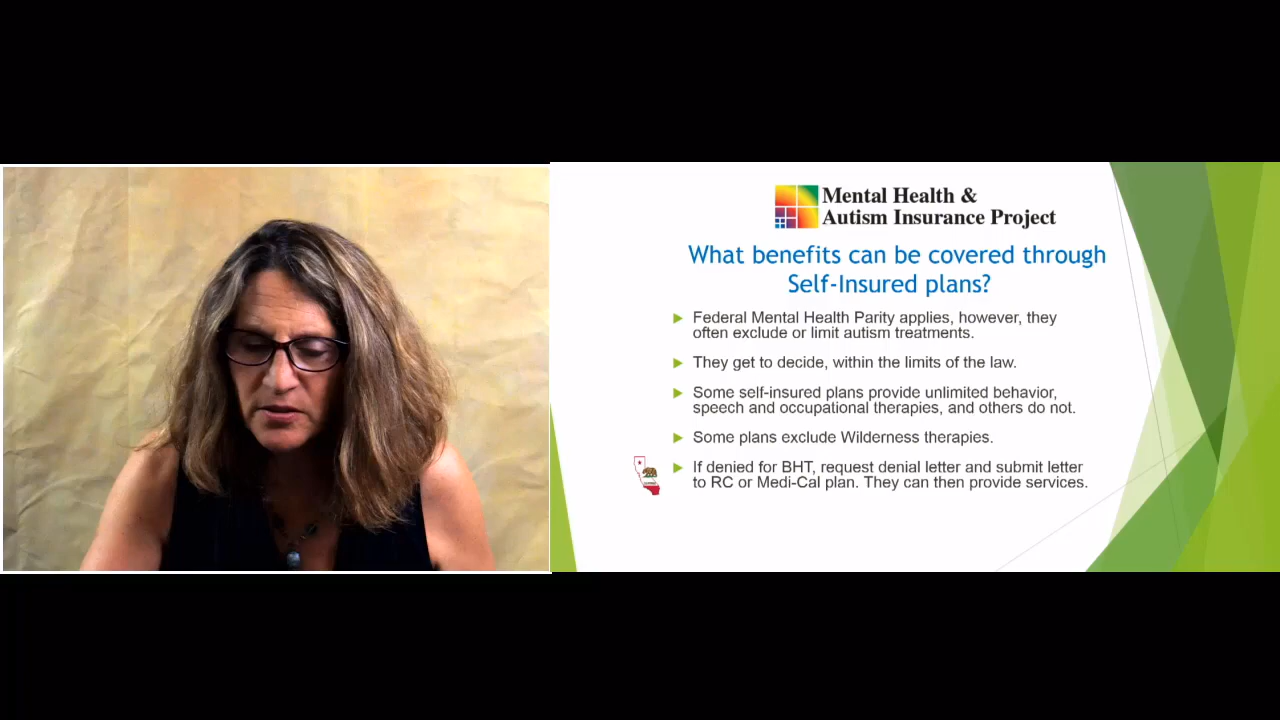 Mental Health &
Autism Insurance Project
What benefits can be covered through
Self-Insured plans?
Federal Mental Health Parity applies, however, they
often exclude or limit autism treatments.
They get to decide, within the limits of the law.
Some self-insured plans provide unlimited behavior,
speech and occupational therapies, and others do not.
Some plans exclude Wilderness therapies.
If denied for BHT, request denial letter and submit letter
to RC or Medi-Cal plan. They can then provide services.